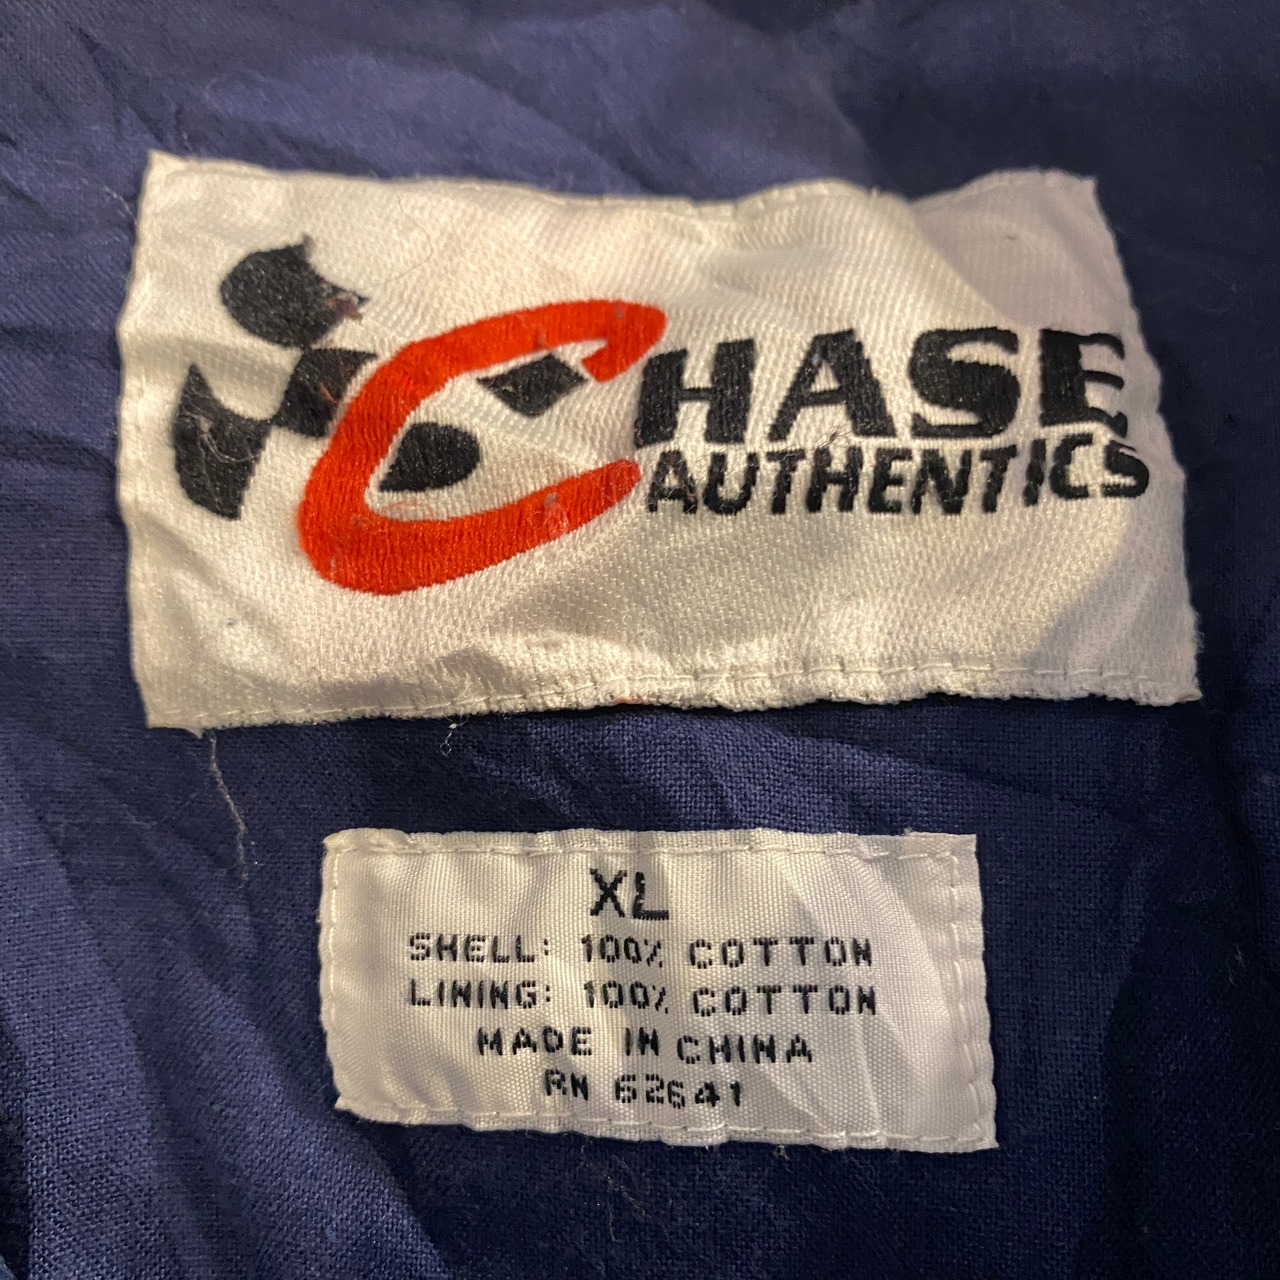 CHASE
AUTHENTICS
XL
SHELL: 100% COTTON
LINING: 100% COTTON
MADE IN CHINA
RN 62641